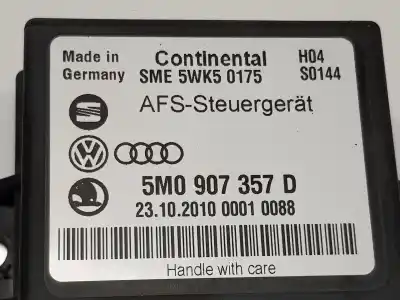 Made in Continental H04
Germany SME 5WK5 0175 S0144
AFS-Steuergerät
5M0 907 357 D
23.10.2010 0001 0088
Handle with care